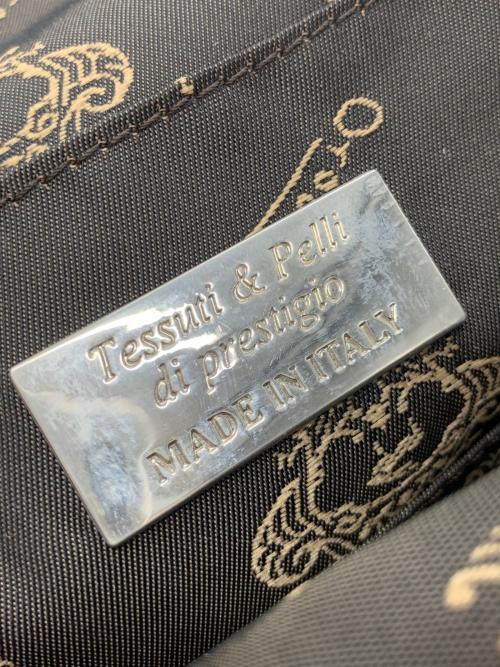 Tessuti & Pelli
di prestigio
MADE IN ITALY